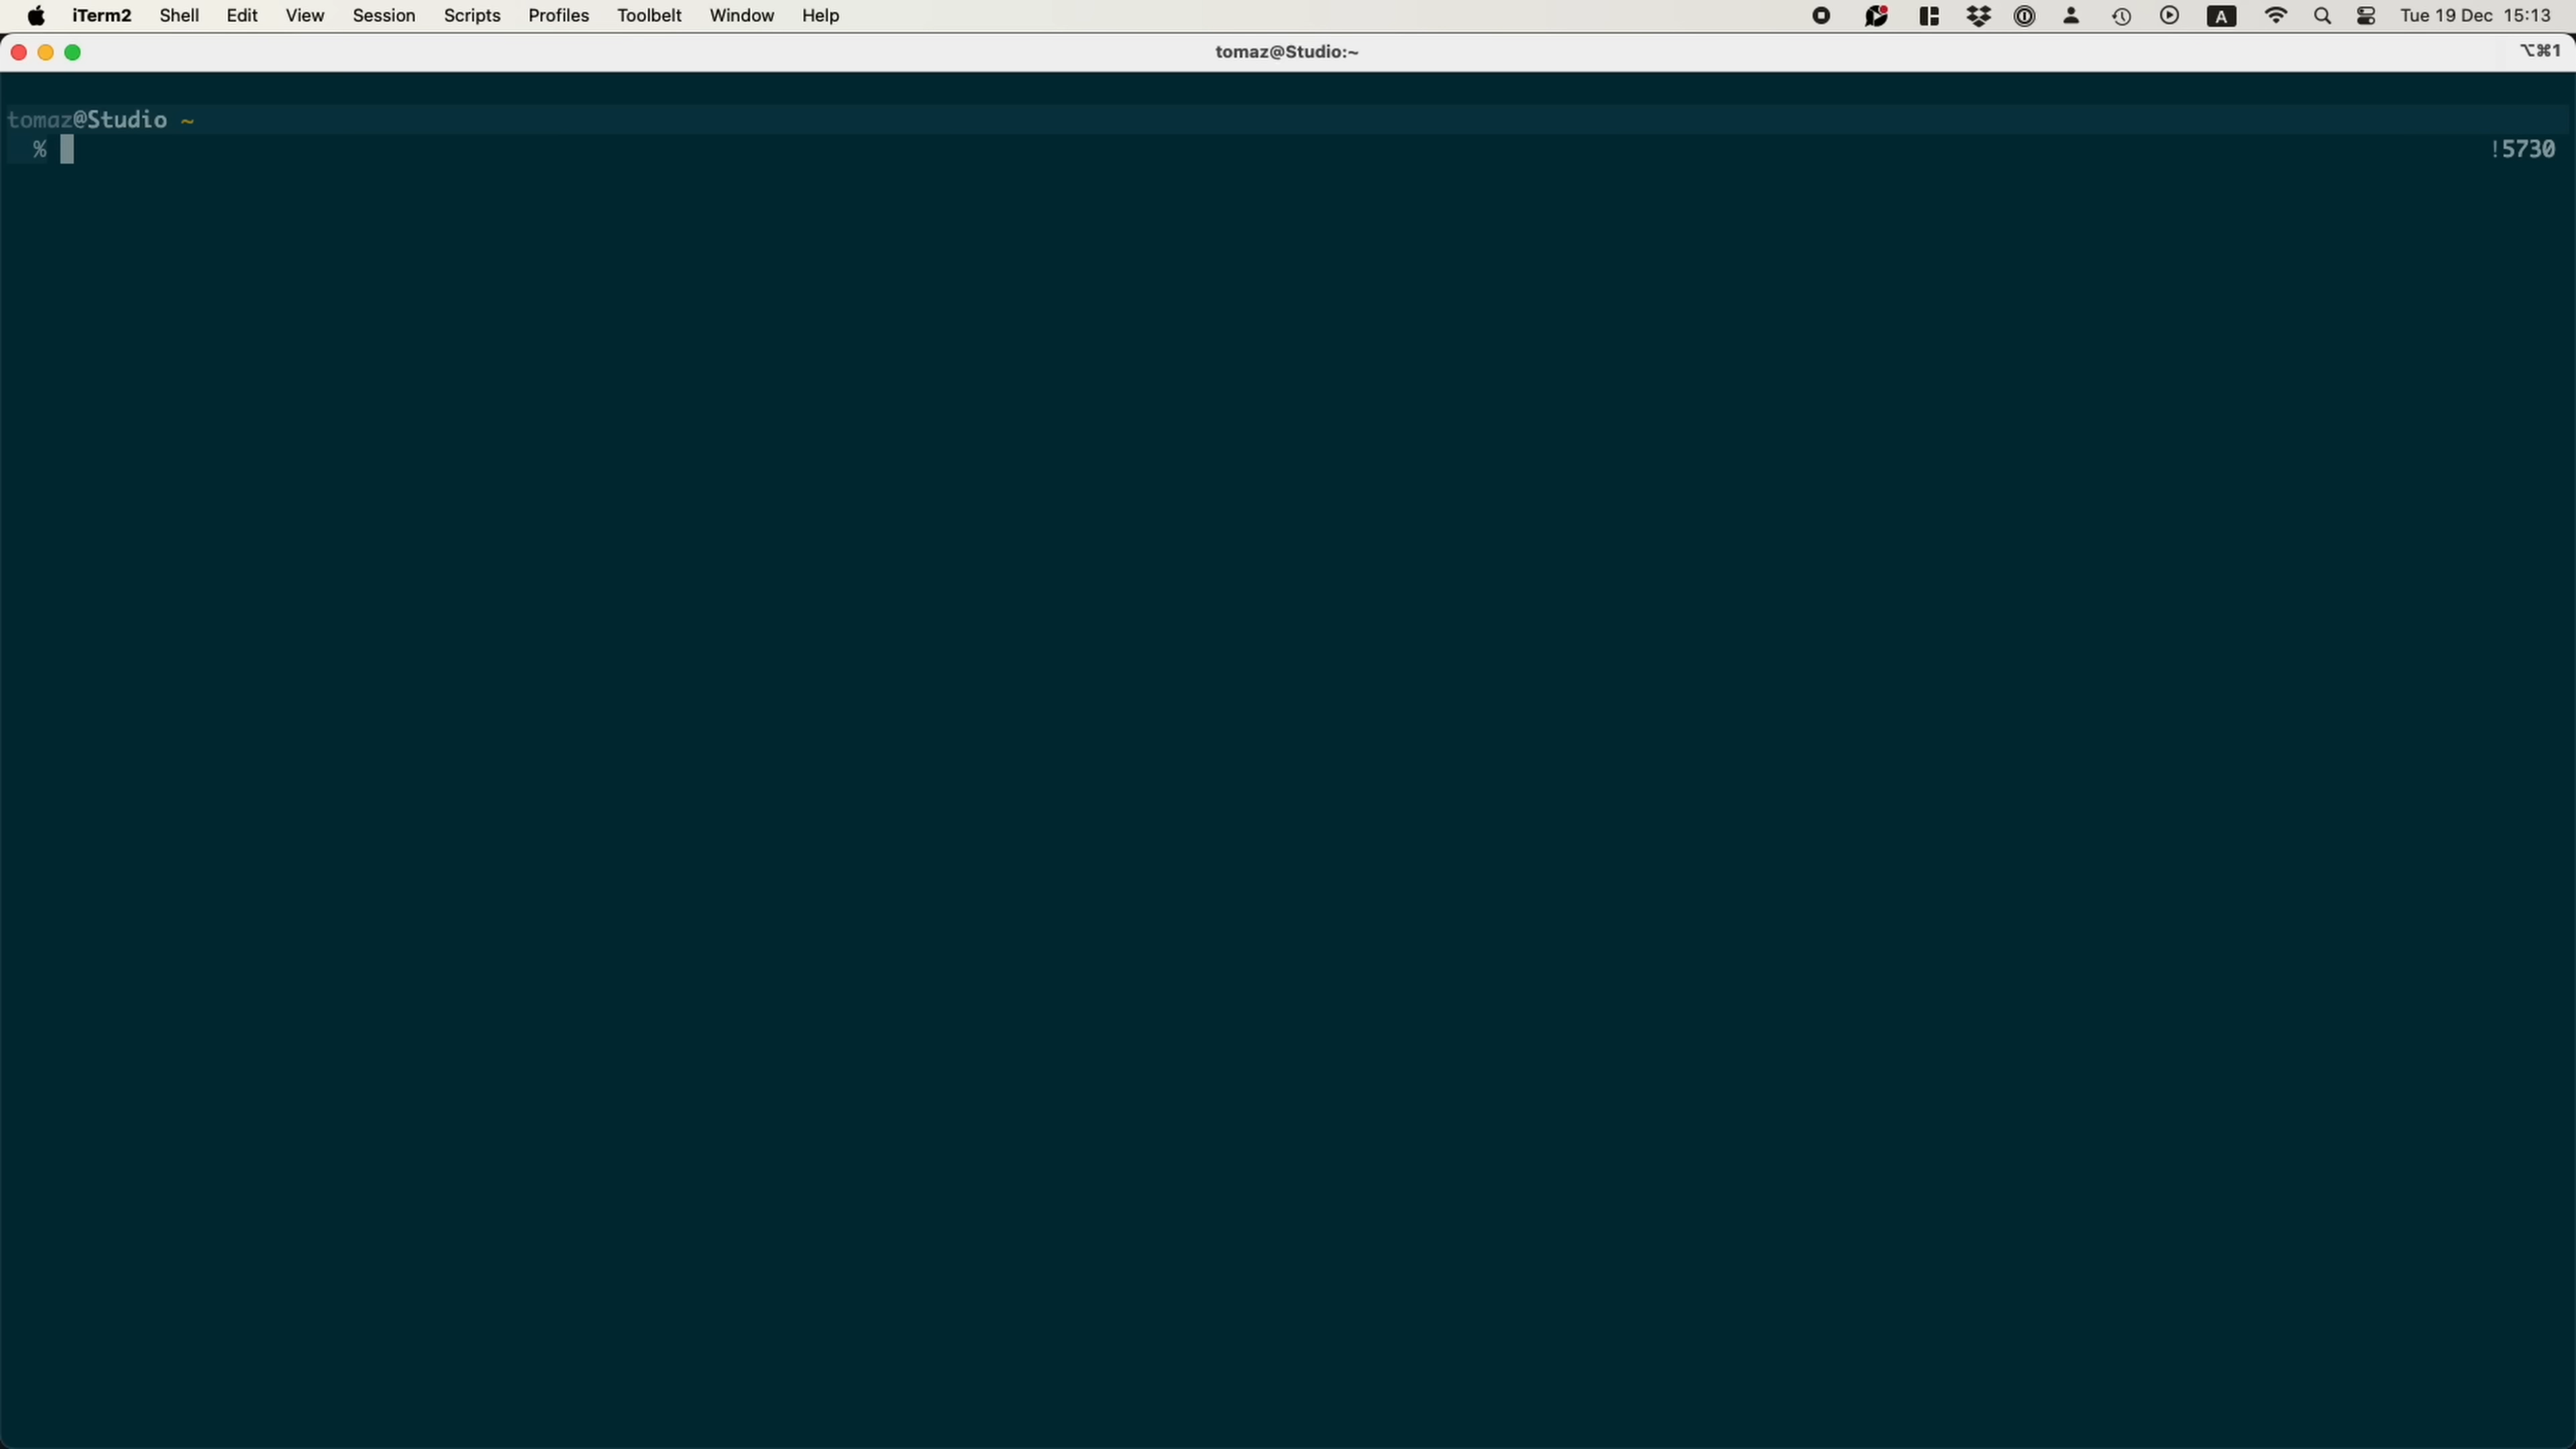 iTerm2 Shell Edit View Session Scripts Profiles Toolbelt Window Help A Tue 19 Dec 15:13
tomaz@Studio:~ ⌥⌘1
tomaz@Studio ~
% !5730